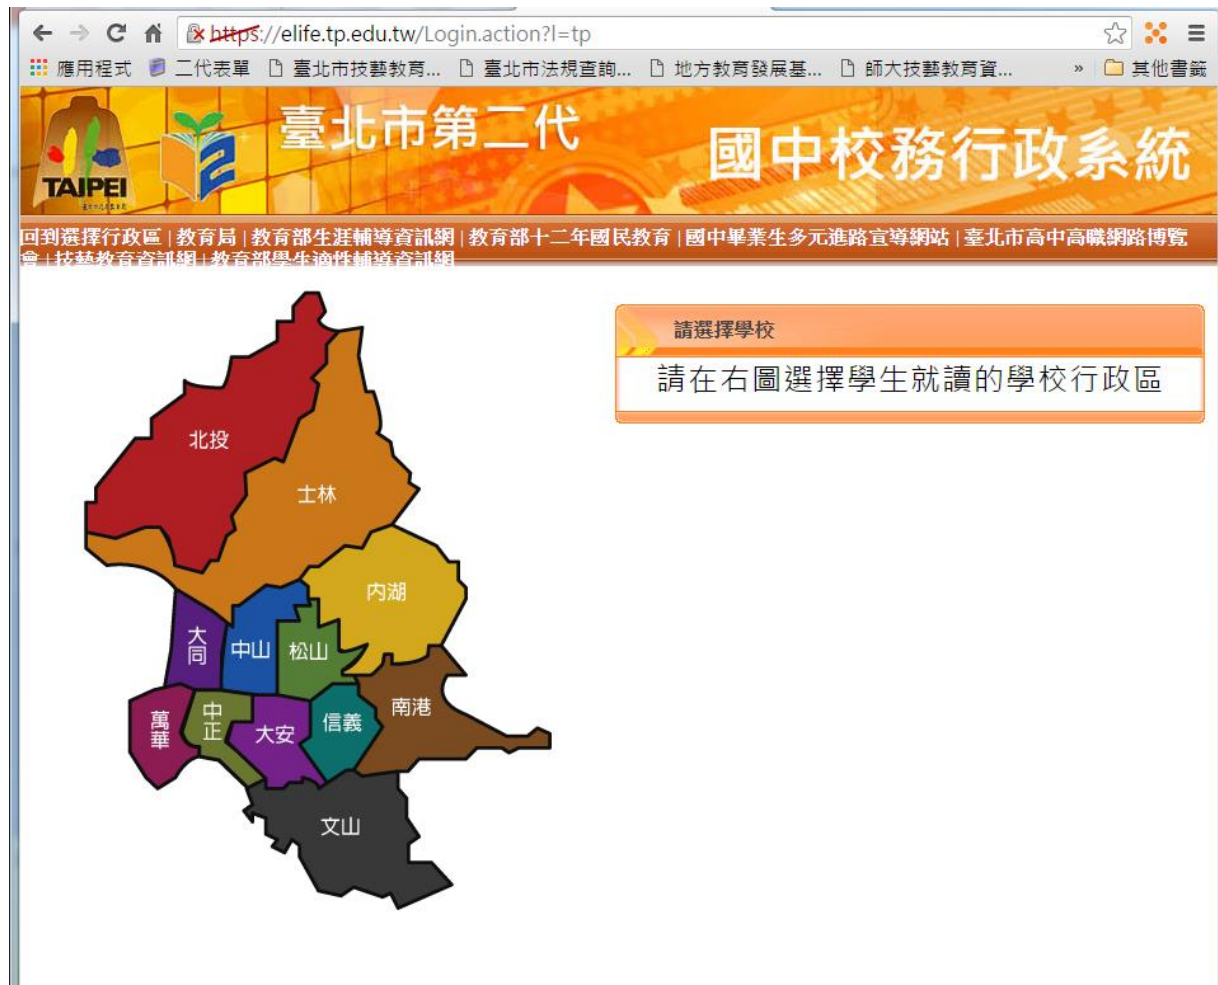 https://elife.tp.edu.tw/Login.action?l=tp
應用程式 二代表單 臺北市技藝教育... 臺北市法規查詢... 地方教育發展基... 師大技藝教育資... » 其他書籤
臺北市第二代
國中校務行政系統
TAIPEI
回到選擇行政區 | 教育局 | 教育部生涯輔導資訊網 | 教育部十二年國民教育 | 國中畢業生多元進路宣導網站 | 臺北市高中高職網路博覽
會 | 技藝教育資訊網 | 教育部學生適性輔導資訊網
請選擇學校
請在右圖選擇學生就讀的學校行政區
北投
士林
內湖
大同
中山
松山
南港
萬華
中正
大安
信義
文山